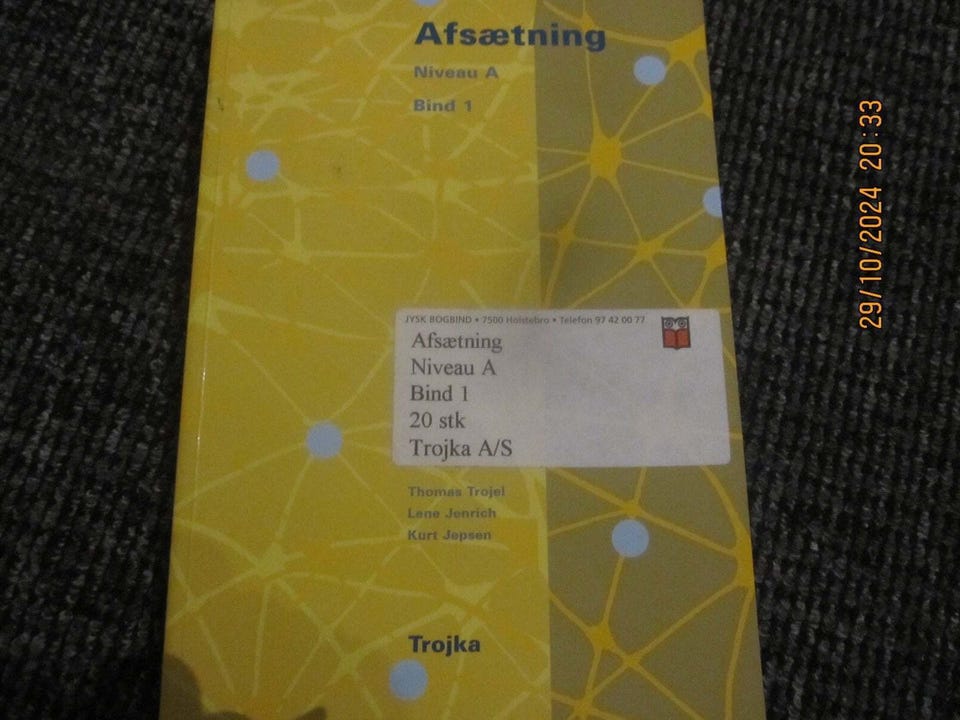 Afsætning
Niveau A
Bind 1
JYSK BOGBIND • 7500 Holstebro • Telefon 97 42 00 77
Afsætning
Niveau A
Bind 1
20 stk
Trojka A/S
Thomas Trojel
Lene Jenrich
Kurt Jepsen
Trojka
29/10/2024 20:33